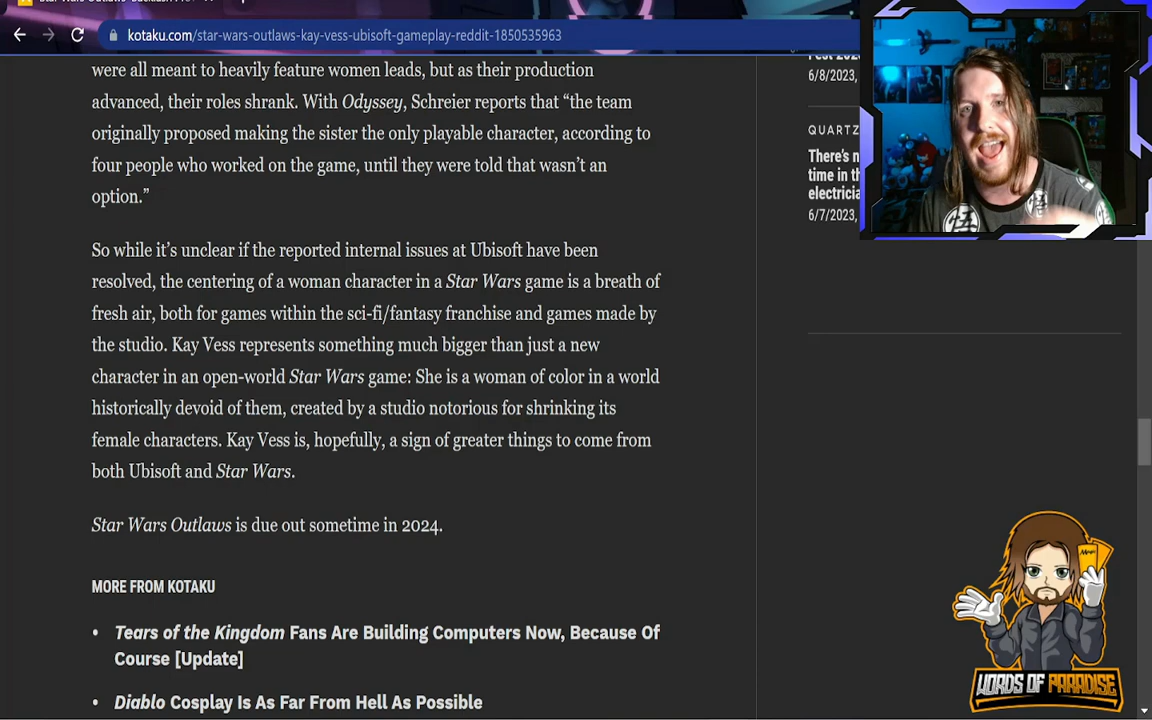 kotaku.com/star-wars-outlaws-kay-vess-ubisoft-gameplay-reddit-1850535963
were all meant to heavily feature women leads, but as their production
advanced, their roles shrank. With Odyssey, Schreier reports that “the team
originally proposed making the sister the only playable character, according to
four people who worked on the game, until they were told that wasn’t an
option.”
So while it’s unclear if the reported internal issues at Ubisoft have been
resolved, the centering of a woman character in a Star Wars game is a breath of
fresh air, both for games within the sci-fi/fantasy franchise and games made by
the studio. Kay Vess represents something much bigger than just a new
character in an open-world Star Wars game: She is a woman of color in a world
historically devoid of them, created by a studio notorious for shrinking its
female characters. Kay Vess is, hopefully, a sign of greater things to come from
both Ubisoft and Star Wars.
Star Wars Outlaws is due out sometime in 2024.
MORE FROM KOTAKU
• Tears of the Kingdom Fans Are Building Computers Now, Because Of
Course [Update]
• Diablo Cosplay Is As Far From Hell As Possible
6/8/2023,
QUARTZ
There’s n
time in th
electricia
6/7/2023,
WORDS OF PARADISE